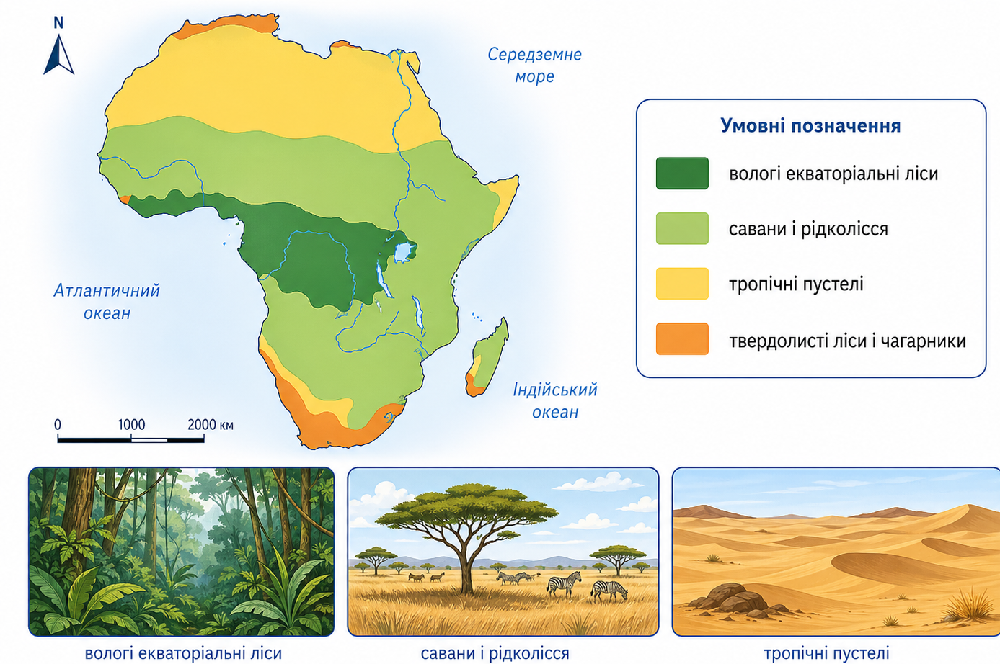 N
Середземне
море
Атлантичний
океан
Індійський
океан
0 1000 2000 км
Умовні позначення
вологі екваторіальні ліси
савани і рідколісся
тропічні пустелі
твердолисті ліси і чагарники
вологі екваторіальні ліси
савани і рідколісся
тропічні пустелі